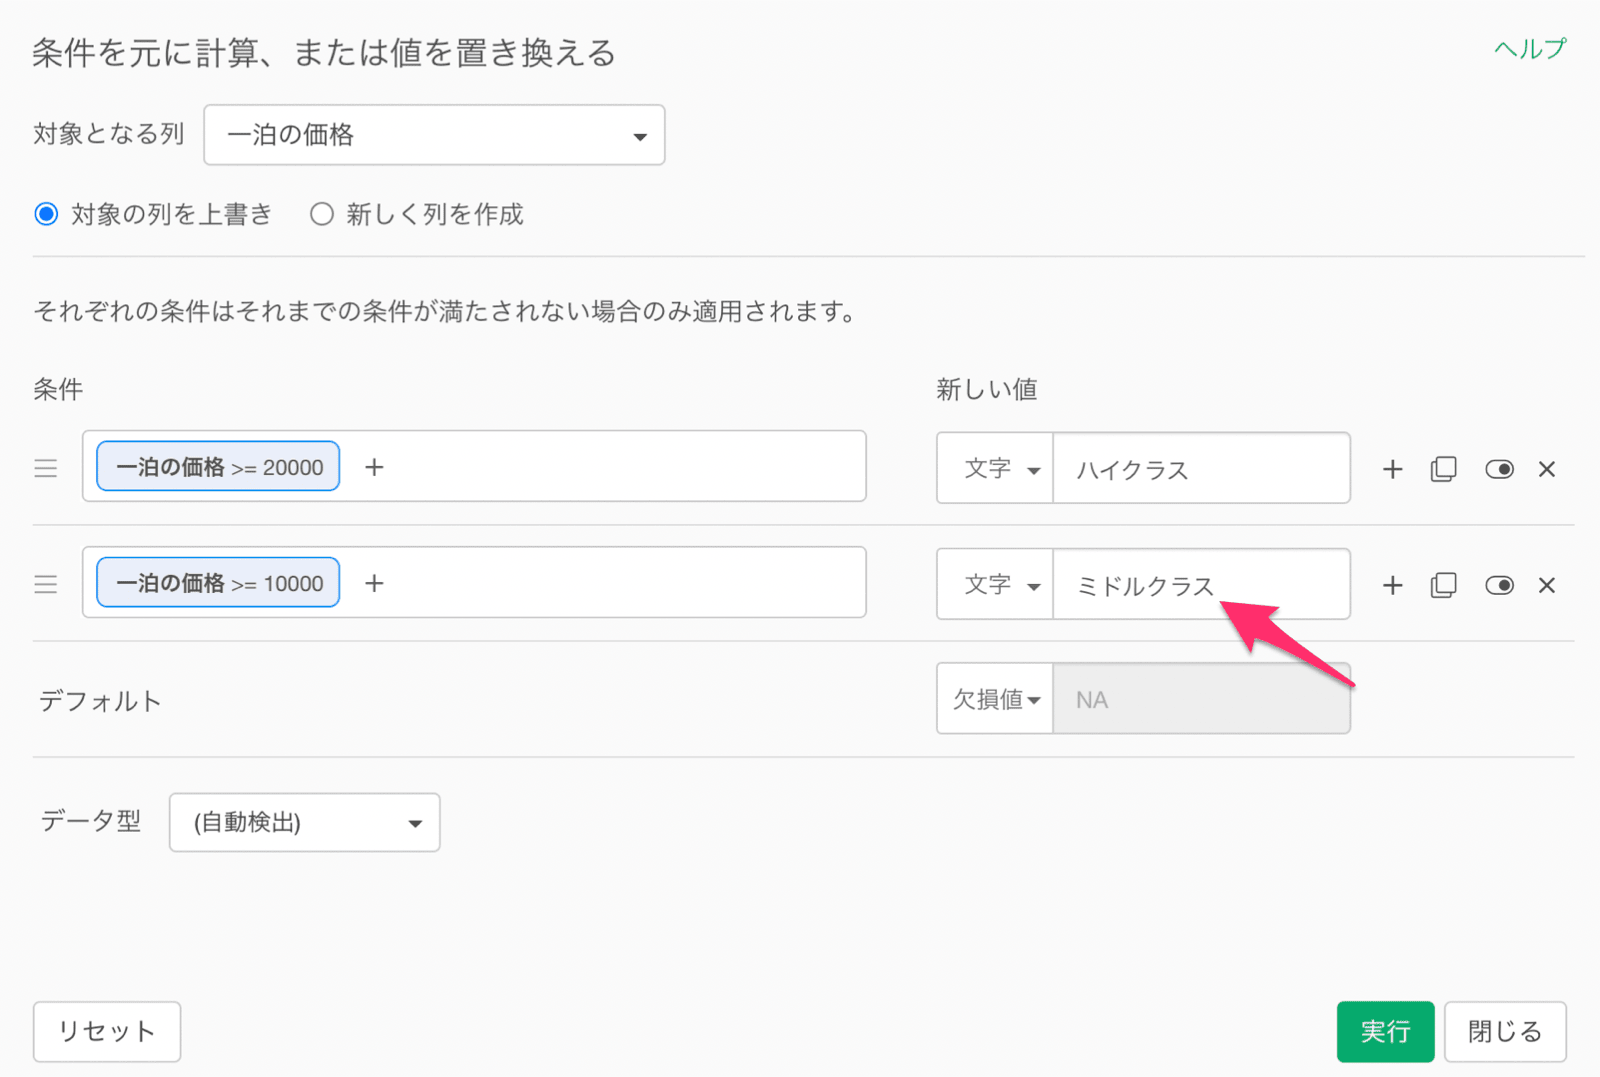 条件を元に計算、または値を置き換える
ヘルプ
対象となる列 一泊の価格
対象の列を上書き 新しく列を作成
それぞれの条件はそれまでの条件が満たされない場合のみ適用されます。
条件 新しい値
一泊の価格 >= 20000 + 文字 ハイクラス
一泊の価格 >= 10000 + 文字 ミドルクラス
デフォルト 欠損値 NA
データ型 (自動検出)
リセット 実行 閉じる